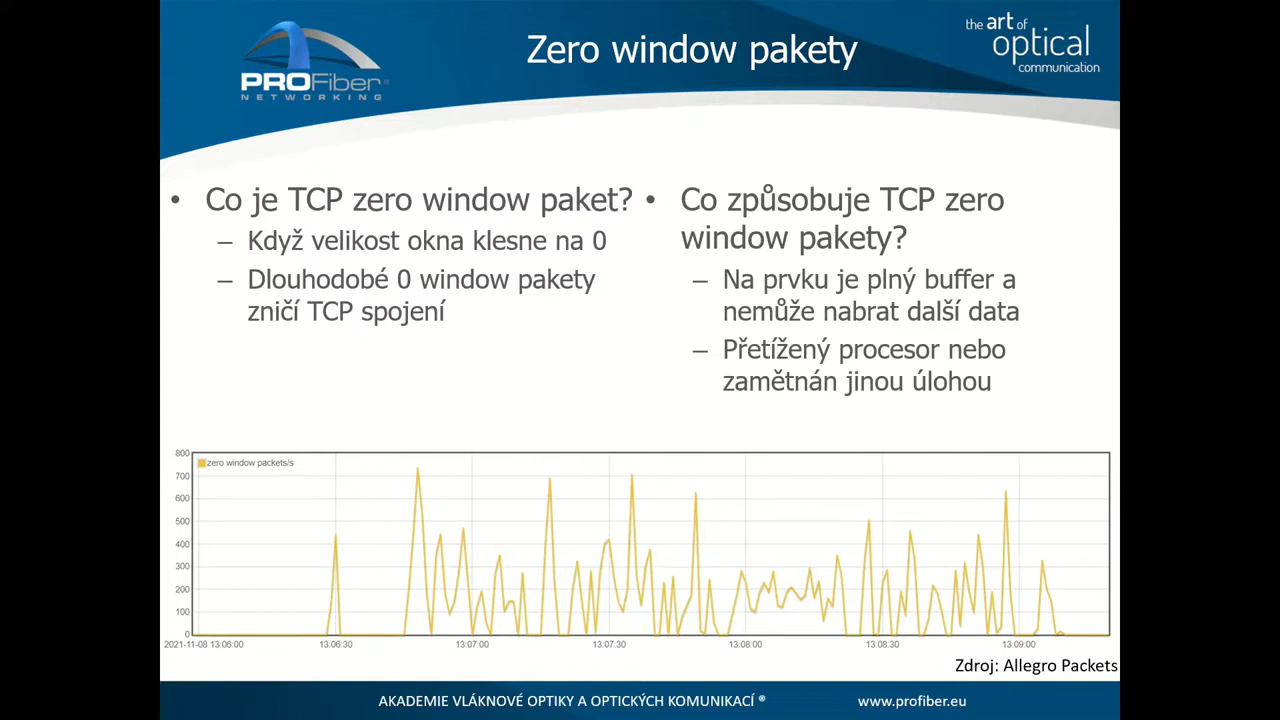 PROFiber®
NETWORKING
Zero window pakety
the art of
optical
communication
• Co je TCP zero window paket?
– Když velikost okna klesne na 0
– Dlouhodobé 0 window pakety
zničí TCP spojení
• Co způsobuje TCP zero
window pakety?
– Na prvku je plný buffer a
nemůže nabrat další data
– Přetížený procesor nebo
zamětnán jinou úlohou
zero window packets/s
800
700
600
500
400
300
200
100
0
2021-11-08 13:06:00 13:06:30 13:07:00 13:07:30 13:08:00 13:08:30 13:09:00
Zdroj: Allegro Packets
AKADEMIE VLÁKNOVÉ OPTIKY A OPTICKÝCH KOMUNIKACÍ ® www.profiber.eu